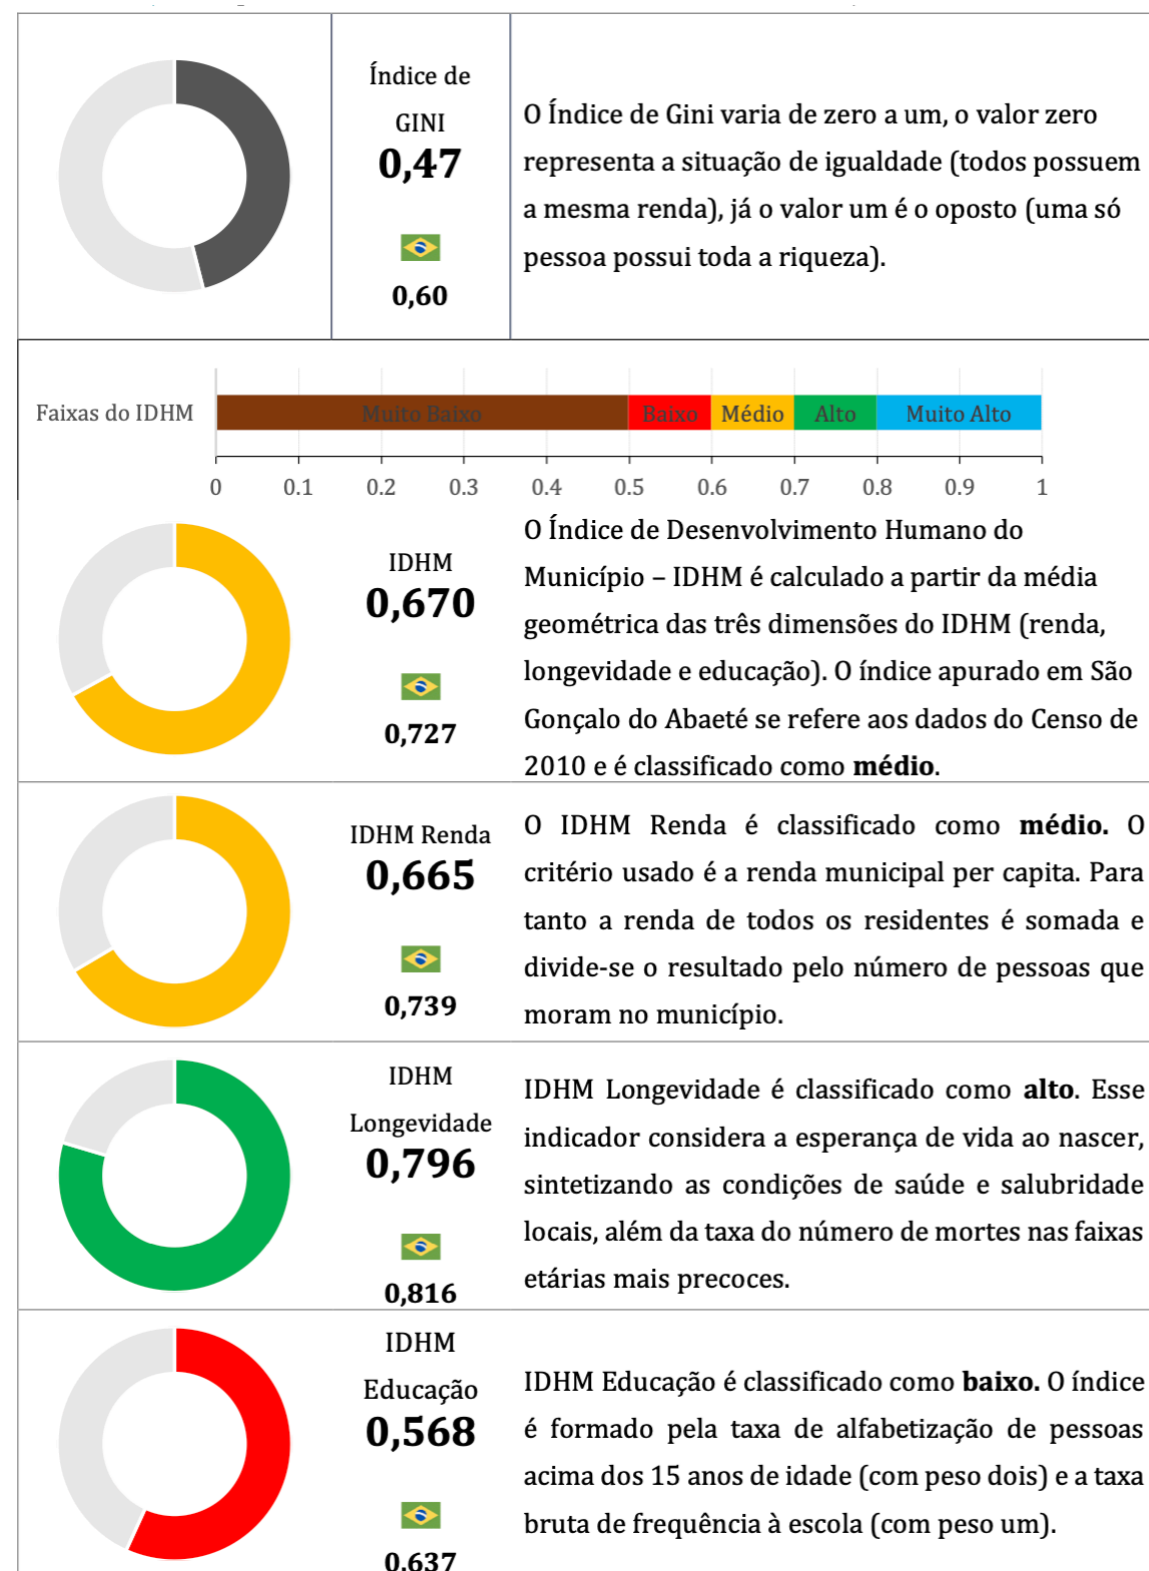 Índice de
GINI
0,47
0,60
O Índice de Gini varia de zero a um, o valor zero
representa a situação de igualdade (todos possuem
a mesma renda), já o valor um é o oposto (uma só
pessoa possui toda a riqueza).
Faixas do IDHM
Muito Baixo Baixo Médio Alto Muito Alto
0 0.1 0.2 0.3 0.4 0.5 0.6 0.7 0.8 0.9 1
IDHM
0,670
0,727
O Índice de Desenvolvimento Humano do
Município – IDHM é calculado a partir da média
geométrica das três dimensões do IDHM (renda,
longevidade e educação). O índice apurado em São
Gonçalo do Abaeté se refere aos dados do Censo de
2010 e é classificado como médio.
IDHM Renda
0,665
0,739
O IDHM Renda é classificado como médio. O
critério usado é a renda municipal per capita. Para
tanto a renda de todos os residentes é somada e
divide-se o resultado pelo número de pessoas que
moram no município.
IDHM
Longevidade
0,796
0,816
IDHM Longevidade é classificado como alto. Esse
indicador considera a esperança de vida ao nascer,
sintetizando as condições de saúde e salubridade
locais, além da taxa do número de mortes nas faixas
etárias mais precoces.
IDHM
Educação
0,568
0,637
IDHM Educação é classificado como baixo. O índice
é formado pela taxa de alfabetização de pessoas
acima dos 15 anos de idade (com peso dois) e a taxa
bruta de frequência à escola (com peso um).